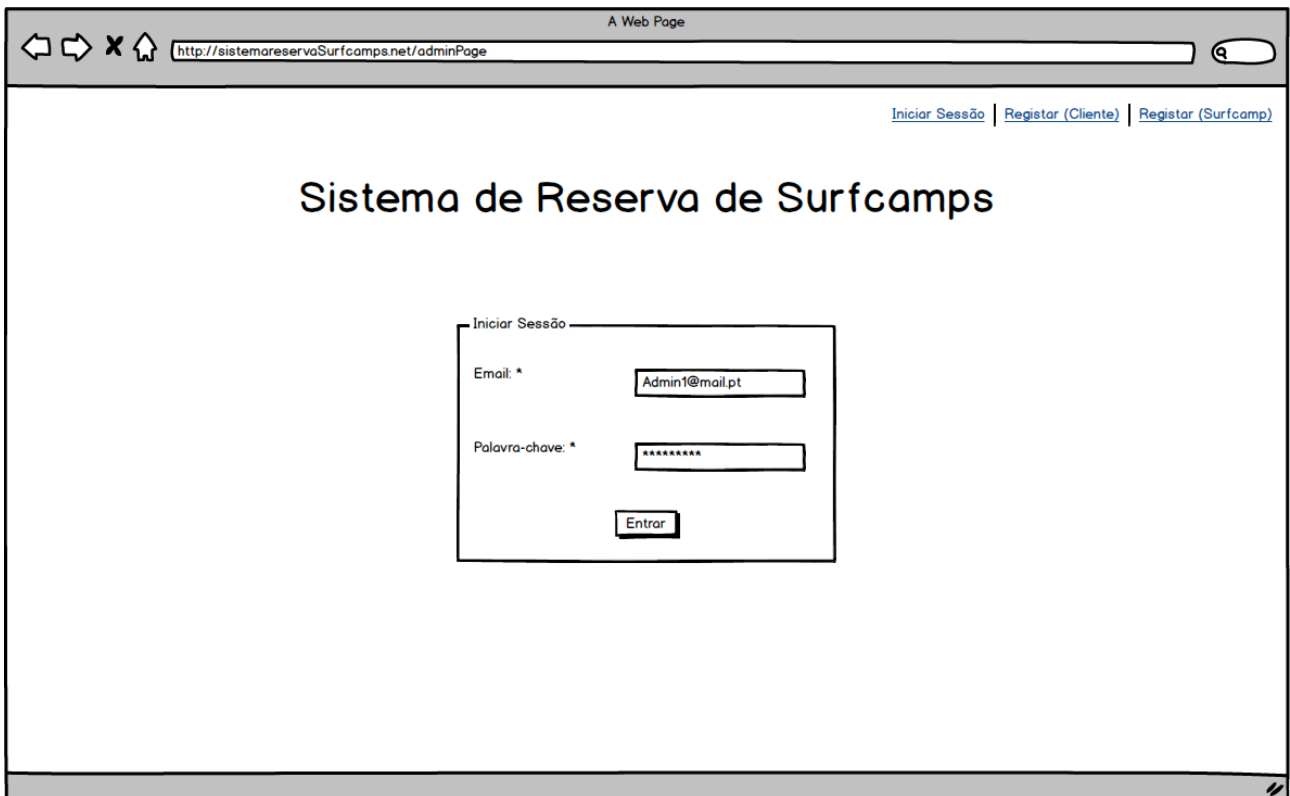 A Web Page
http://sistemareservaSurfcamps.net/adminPage
Iniciar Sessão | Registar (Cliente) | Registar (Surfcamp)
Sistema de Reserva de Surfcamps
Iniciar Sessão
Email: * Admin1@mail.pt
Palavra-chave: * *********
Entrar